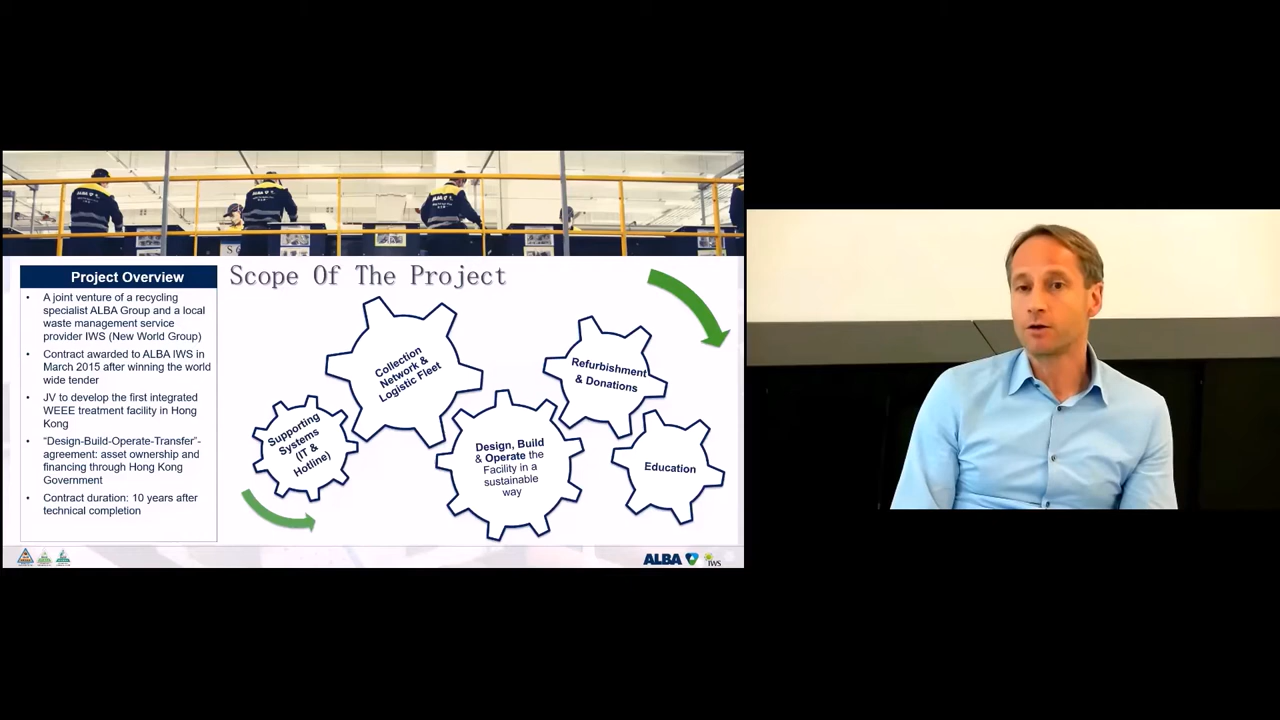 Project Overview
• A joint venture of a recycling
specialist ALBA Group and a local
waste management service
provider IWS (New World Group)
• Contract awarded to ALBA IWS in
March 2015 after winning the world
wide tender
• JV to develop the first integrated
WEEE treatment facility in Hong
Kong
• “Design-Build-Operate-Transfer”-
agreement: asset ownership and
financing through Hong Kong
Government
• Contract duration: 10 years after
technical completion
Scope Of The Project
Supporting
Systems
(IT &
Hotline)
Collection
Network &
Logistic Fleet
Design, Build
& Operate the
Facility in a
sustainable
way
Refurbishment
& Donations
Education
ALBA
IWS